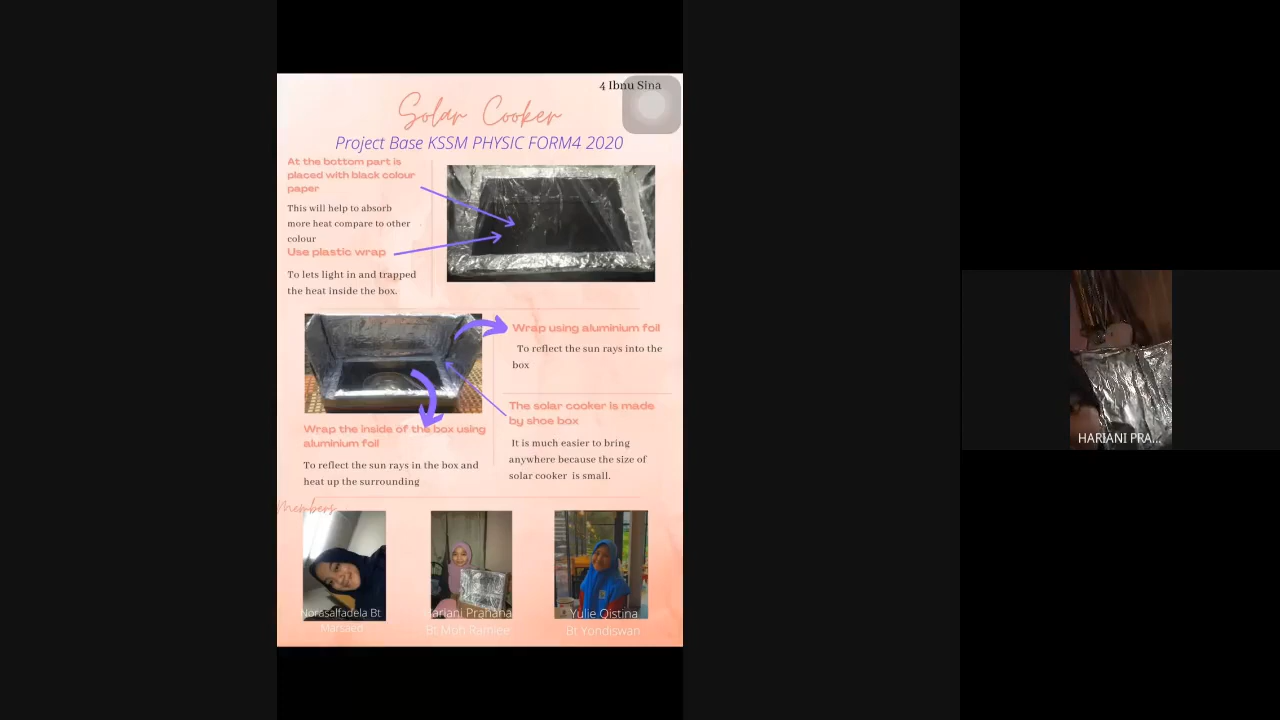 4 Ibnu Sina
Solar Cooker
Project Base KSSM PHYSIC FORM4 2020
At the bottom part is
placed with black colour
paper
This will help to absorb
more heat compare to other
colour
Use plastic wrap
To lets light in and trapped
the heat inside the box.
Wrap using aluminium foil
To reflect the sun rays into the
box
The solar cooker is made
by shoe box
It is much easier to bring
anywhere because the size of
solar cooker is small.
Wrap the inside of the box using
aluminium foil
To reflect the sun rays in the box and
heat up the surrounding
Members
Norasalfadela Bt
Marsaed
Hariani Prahana
Bt Moh Ramlee
Yulie Qistina
Bt Yondiswan
HARIANI PRA...